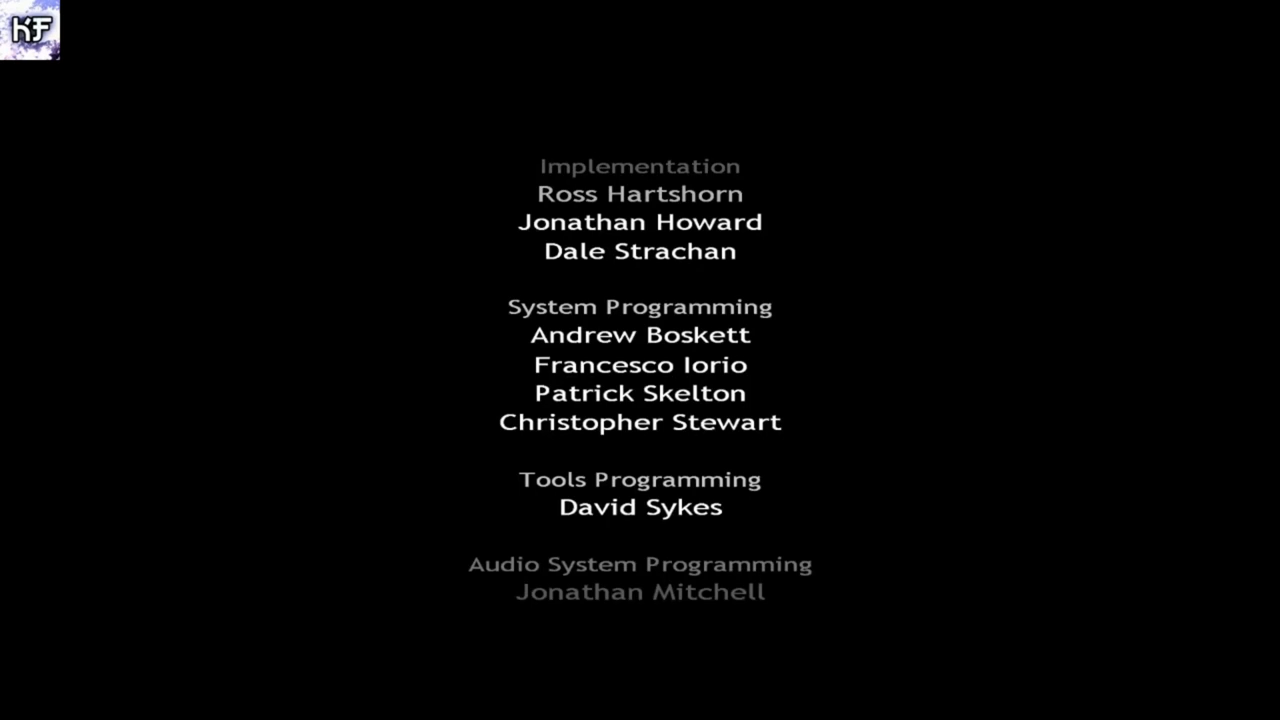 KF
Implementation
Ross Hartshorn
Jonathan Howard
Dale Strachan
System Programming
Andrew Boskett
Francesco Iorio
Patrick Skelton
Christopher Stewart
Tools Programming
David Sykes
Audio System Programming
Jonathan Mitchell